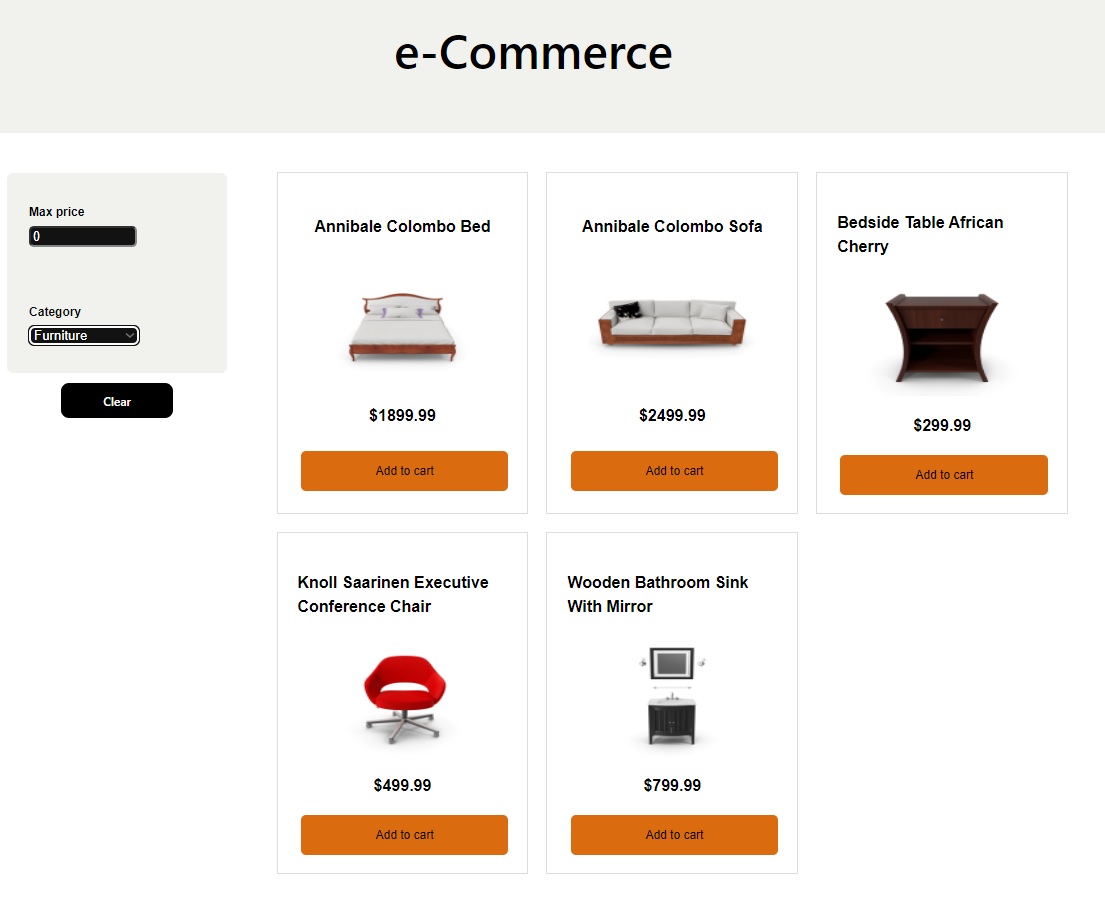 e-Commerce
Max price
0
Category
Furniture
Clear
Annibale Colombo Bed
$1899.99
Add to cart
Annibale Colombo Sofa
$2499.99
Add to cart
Bedside Table African
Cherry
$299.99
Add to cart
Knoll Saarinen Executive
Conference Chair
$499.99
Add to cart
Wooden Bathroom Sink
With Mirror
$799.99
Add to cart